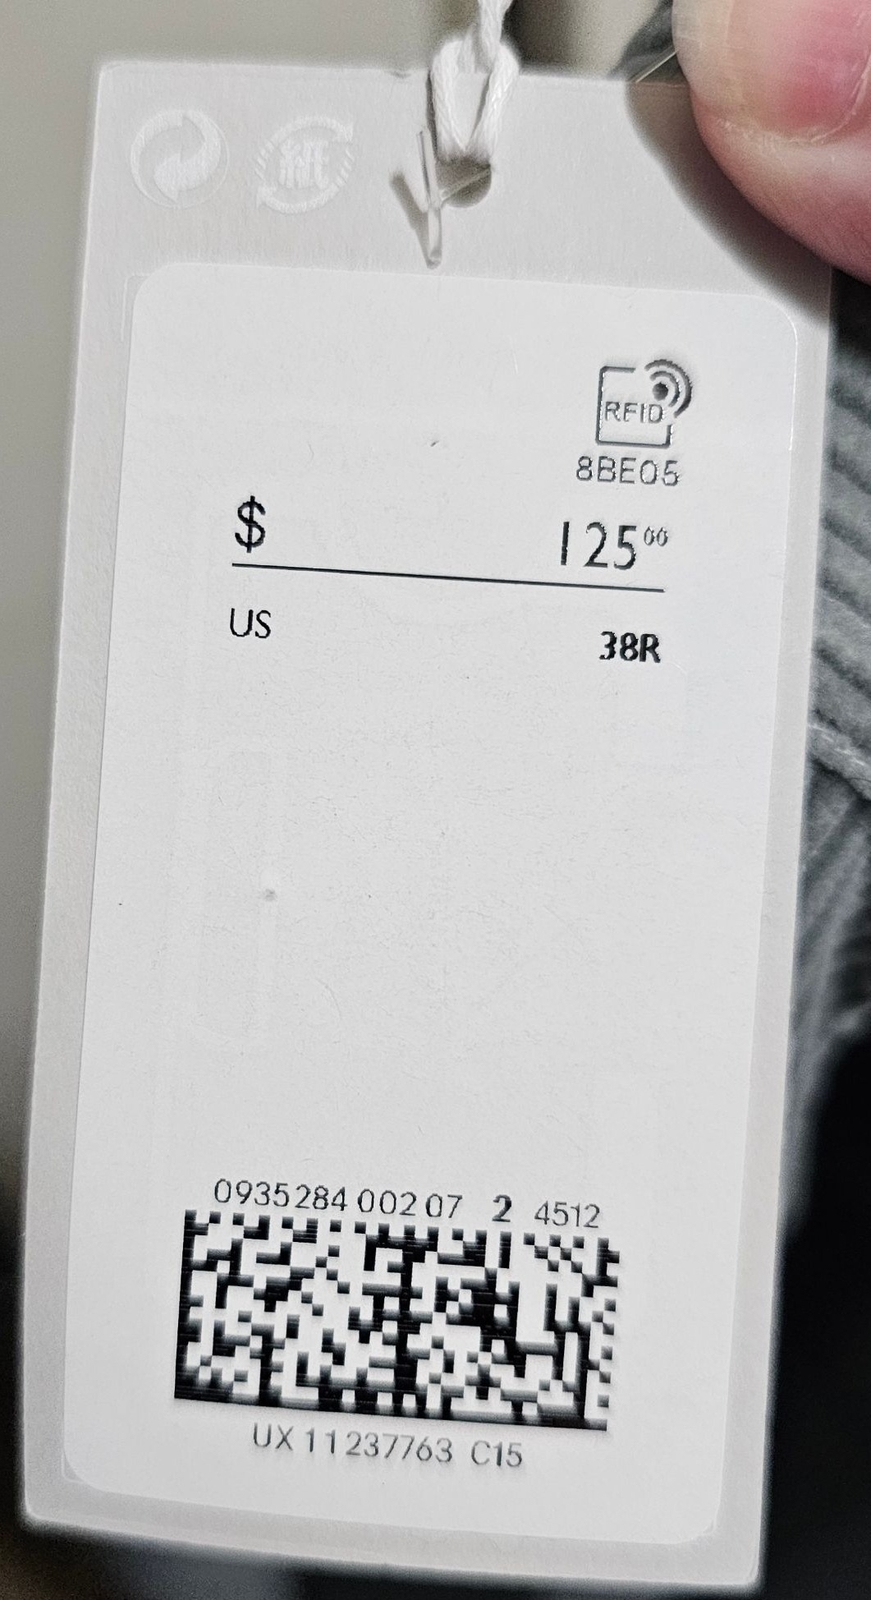 紙
RFID
8BE05
$ 125⁰⁰
US 38R
0935284 002 07 2 4512
UX 11237763 C15